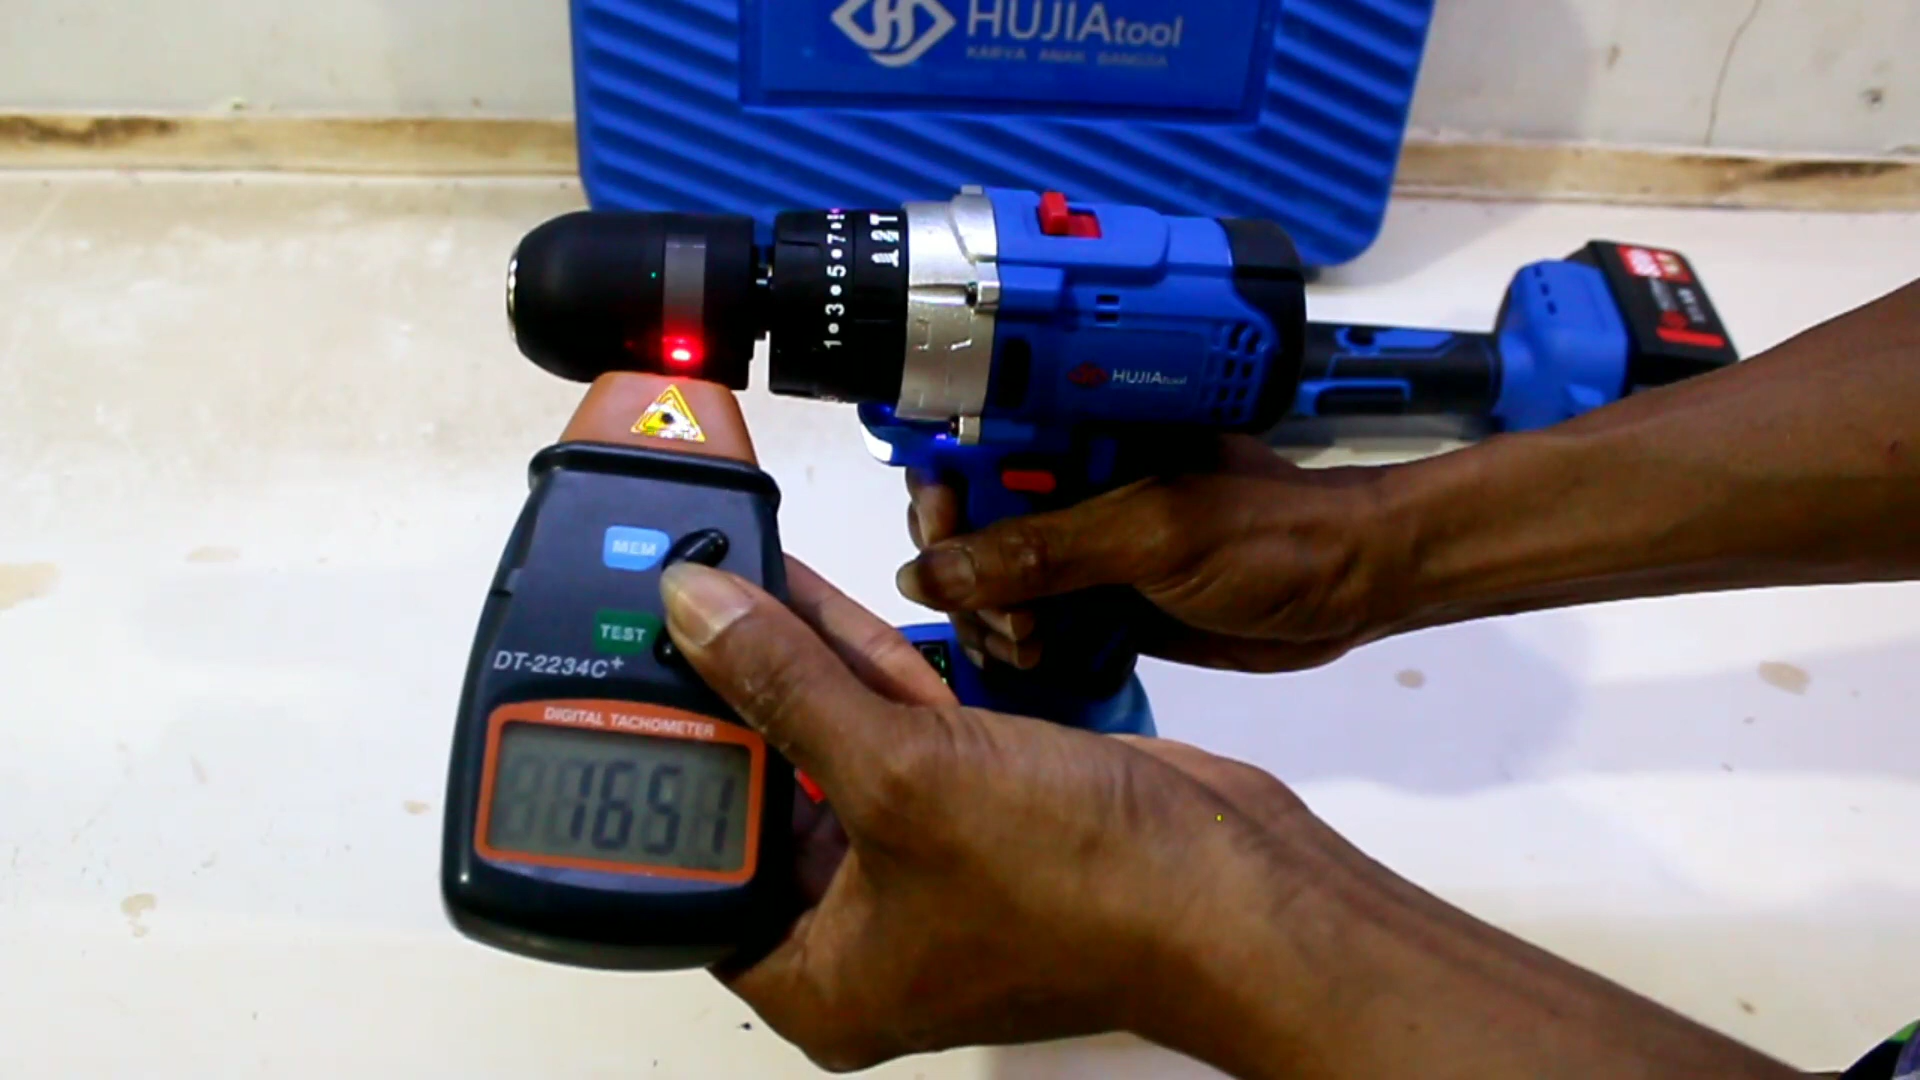 HUJIAtool
KARYA ANAK BANGSA
1•3•5•7•
HUJIAtool
MEM
TEST
DT-2234C+
DIGITAL TACHOMETER
1651